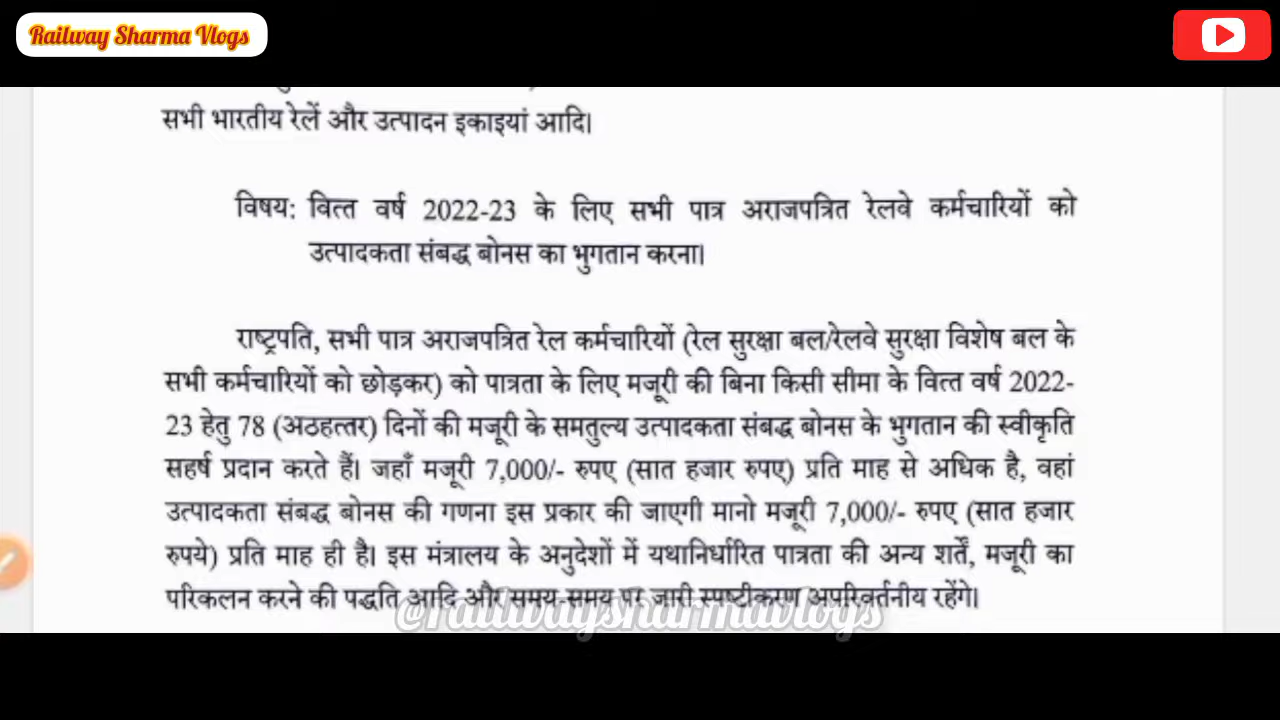 Railway Sharma Vlogs
सभी भारतीय रेलें और उत्पादन इकाइयां आदि।
विषय: वित्त वर्ष 2022-23 के लिए सभी पात्र अराजपत्रित रेलवे कर्मचारियों को
उत्पादकता संबद्ध बोनस का भुगतान करना।
राष्ट्रपति, सभी पात्र अराजपत्रित रेल कर्मचारियों (रेल सुरक्षा बल/रेलवे सुरक्षा विशेष बल के
सभी कर्मचारियों को छोड़कर) को पात्रता के लिए मजूरी की बिना किसी सीमा के वित्त वर्ष 2022-
23 हेतु 78 (अठहत्तर) दिनों की मजूरी के समतुल्य उत्पादकता संबद्ध बोनस के भुगतान की स्वीकृति
सहर्ष प्रदान करते हैं। जहाँ मजूरी 7,000/- रुपए (सात हजार रुपए) प्रति माह से अधिक है, वहां
उत्पादकता संबद्ध बोनस की गणना इस प्रकार की जाएगी मानो मजूरी 7,000/- रुपए (सात हजार
रुपये) प्रति माह ही है। इस मंत्रालय के अनुदेशों में यथानिर्धारित पात्रता की अन्य शर्तें, मजूरी का
परिकलन करने की पद्धति आदि और समय-समय पर जारी स्पष्टीकरण अपरिवर्तनीय रहेंगे।
@railwaysharmavlogs